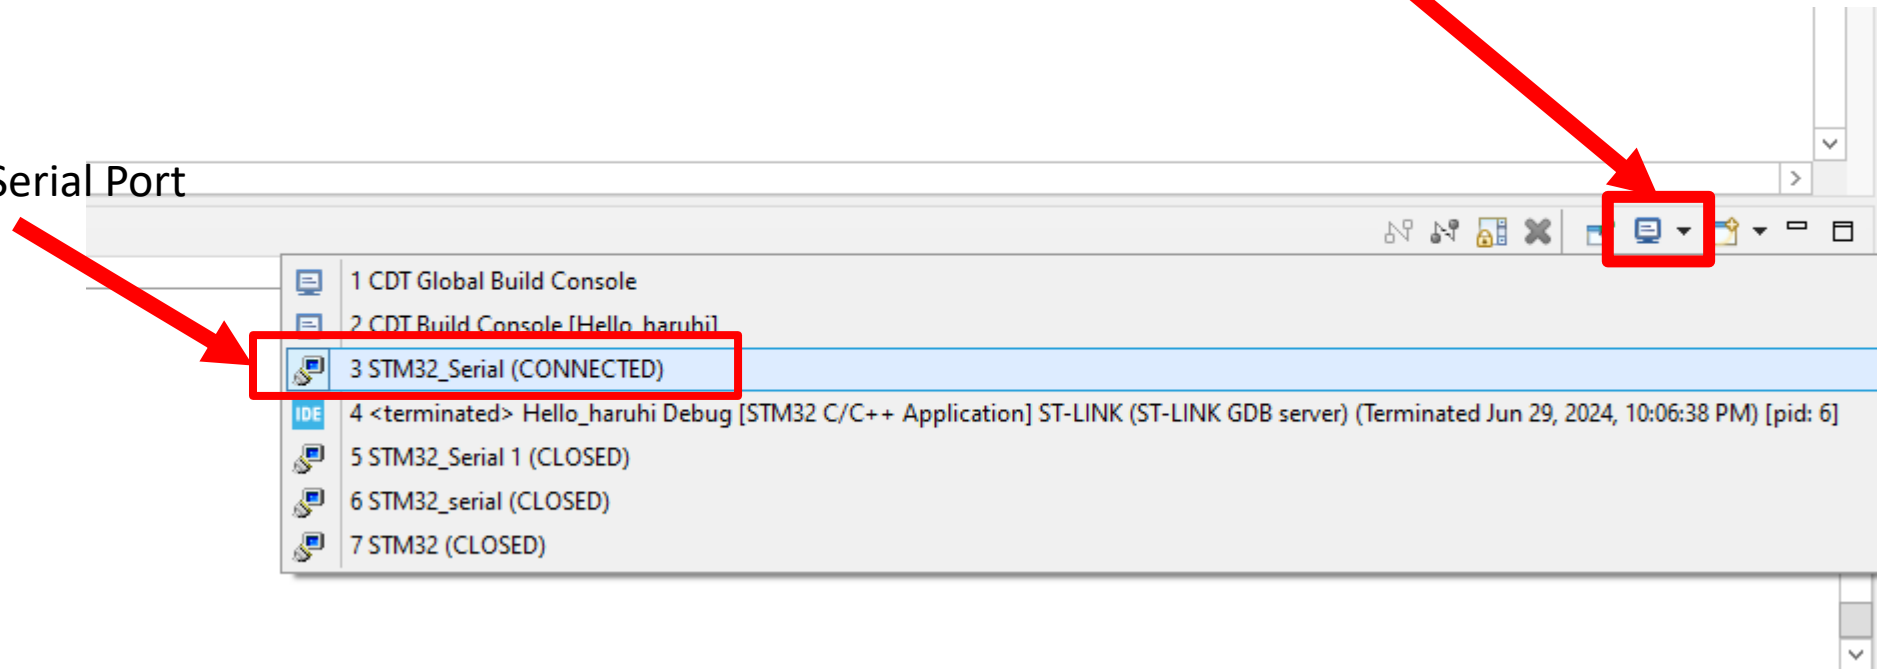 Serial Port
1 CDT Global Build Console
2 CDT Build Console [Hello_haruhi]
3 STM32_Serial (CONNECTED)
IDE
4 <terminated> Hello_haruhi Debug [STM32 C/C++ Application] ST-LINK (ST-LINK GDB server) (Terminated Jun 29, 2024, 10:06:38 PM) [pid: 6]
5 STM32_Serial 1 (CLOSED)
6 STM32_serial (CLOSED)
7 STM32 (CLOSED)